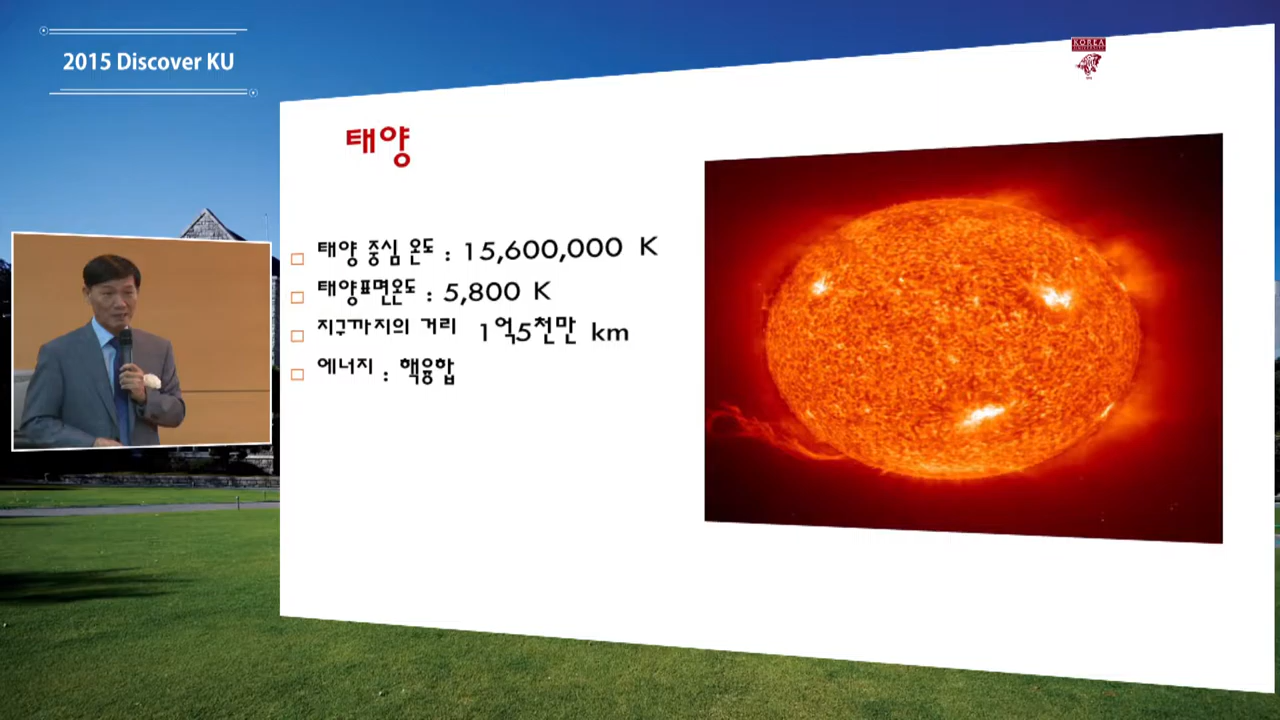 2015 Discover KU
KOREA
UNIVERSITY
태양
태양 중심 온도 : 15,600,000 K
태양표면온도 : 5,800 K
지구까지의 거리 1억5천만 km
에너지 : 핵융합